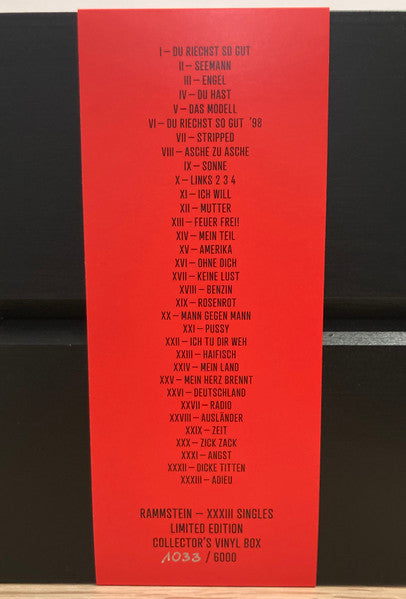 I – DU RIECHST SO GUT
II – SEEMANN
III – ENGEL
IV – DU HAST
V – DAS MODELL
VI – DU RIECHST SO GUT '98
VII – STRIPPED
VIII – ASCHE ZU ASCHE
IX – SONNE
X – LINKS 2 3 4
XI – ICH WILL
XII – MUTTER
XIII – FEUER FREI!
XIV – MEIN TEIL
XV – AMERIKA
XVI – OHNE DICH
XVII – KEINE LUST
XVIII – BENZIN
XIX – ROSENROT
XX – MANN GEGEN MANN
XXI – PUSSY
XXII – ICH TU DIR WEH
XXIII – HAIFISCH
XXIV – MEIN LAND
XXV – MEIN HERZ BRENNT
XXVI – DEUTSCHLAND
XXVII – RADIO
XXVIII – AUSLÄNDER
XXIX – ZEIT
XXX – ZICK ZACK
XXXI – ANGST
XXXII – DICKE TITTEN
XXXIII – ADIEU
RAMMSTEIN – XXXIII SINGLES
LIMITED EDITION
COLLECTOR'S VINYL BOX
1033 / 6000